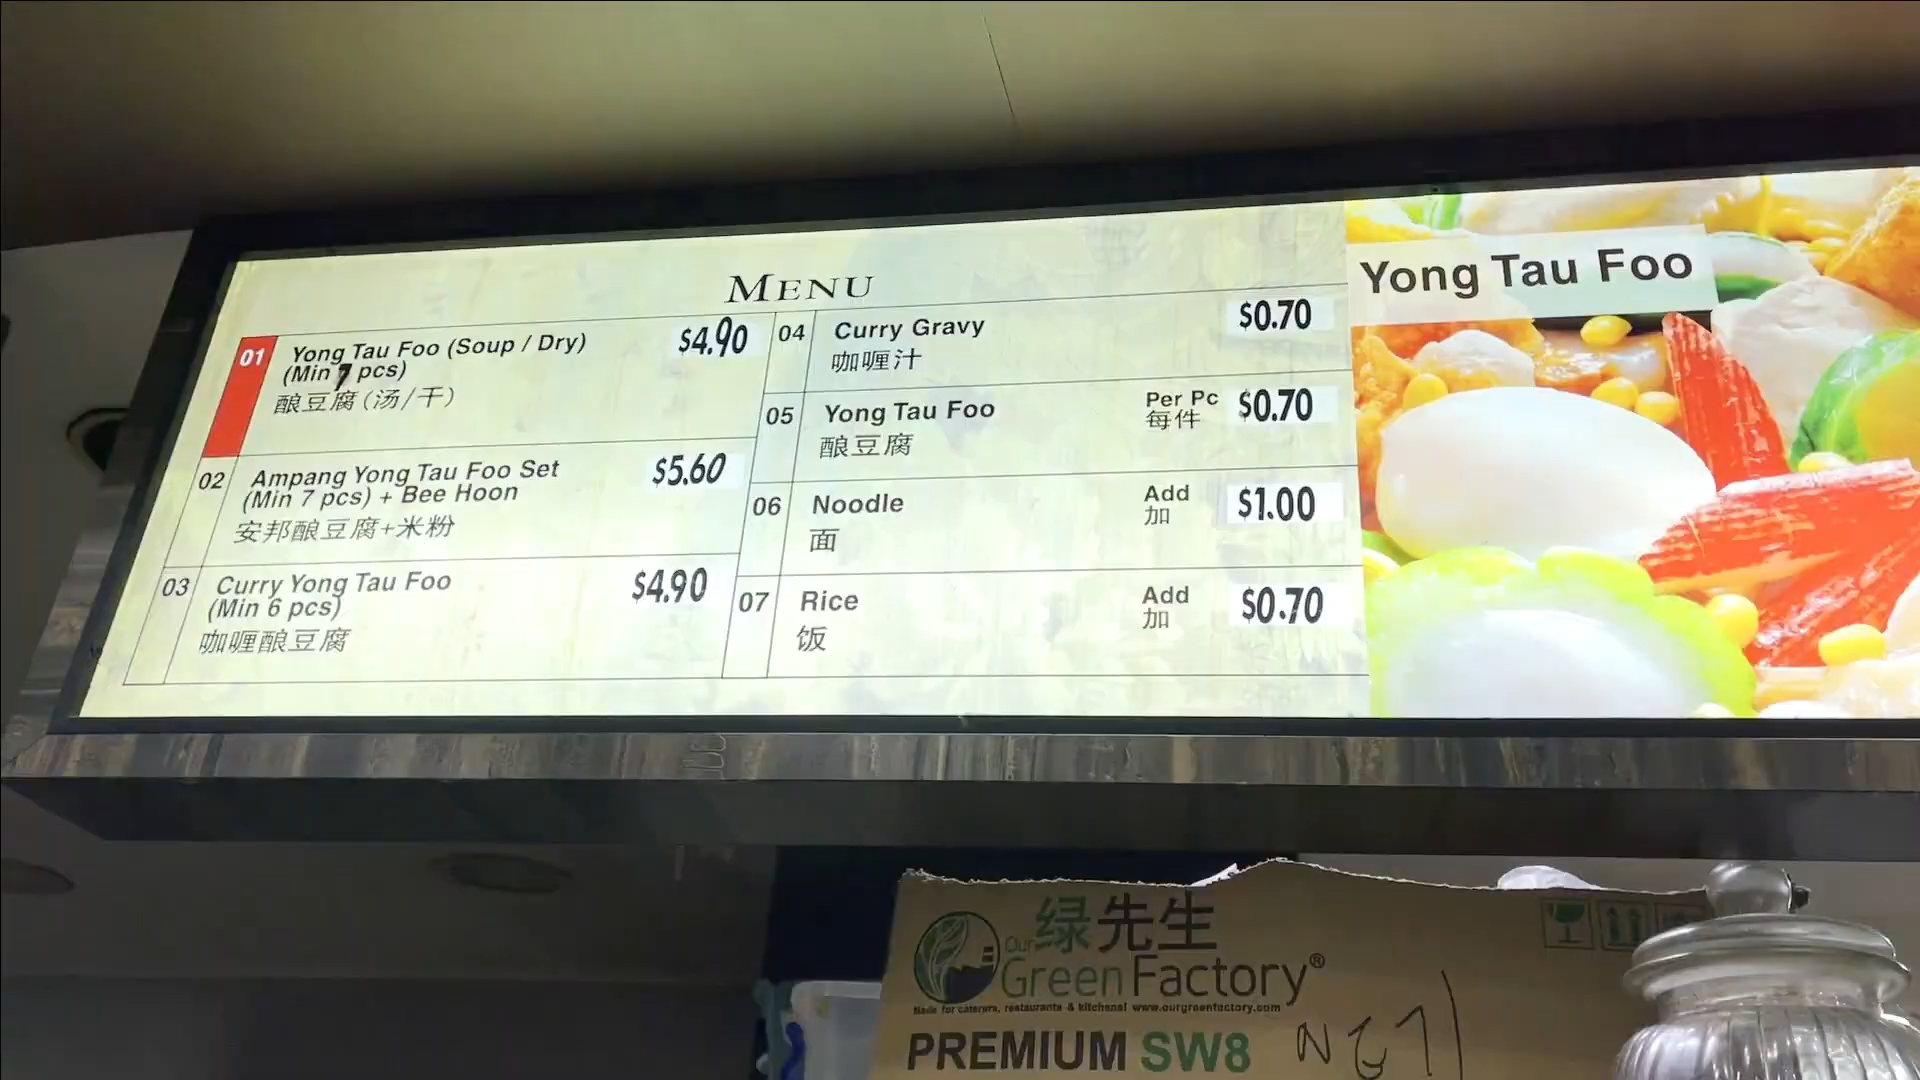 MENU
01
Yong Tau Foo (Soup / Dry)
(Min 7 pcs)
酿豆腐(汤/干)
$4.90
02
Ampang Yong Tau Foo Set
(Min 7 pcs) + Bee Hoon
安邦酿豆腐+米粉
$5.60
03
Curry Yong Tau Foo
(Min 6 pcs)
咖喱酿豆腐
$4.90
04
Curry Gravy
咖喱汁
$0.70
05
Yong Tau Foo
酿豆腐
Per Pc
每件
$0.70
06
Noodle
面
Add
加
$1.00
07
Rice
饭
Add
加
$0.70
Yong Tau Foo
绿先生
Our
Green Factory®
Made for caterers, restaurants & kitchens! www.ourgreenfactory.com
PREMIUM SW8